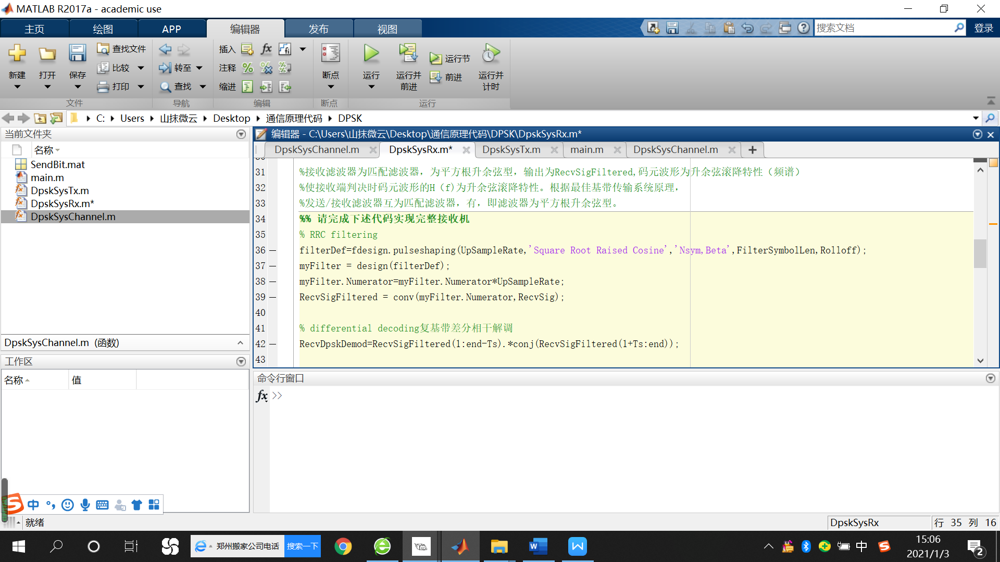 MATLAB R2017a - academic use
主页 绘图 APP 编辑器 发布 视图 搜索文档 登录
新建 打开 保存 查找文件 比较 打印 转至 查找 插入 fx fi 注释 缩进 断点 运行 运行并前进 运行节 前进 运行并计时
文件 导航 编辑 断点 运行
C: Users 山抹微云 Desktop 通信原理代码 DPSK
当前文件夹
名称
SendBit.mat
main.m
DpskSysTx.m
DpskSysRx.m*
DpskSysChannel.m
DpskSysChannel.m (函数)
工作区
名称 值
编辑器 - C:\Users\山抹微云\Desktop\通信原理代码\DPSK\DpskSysRx.m*
DpskSysChannel.m DpskSysRx.m* DpskSysTx.m main.m DpskSysChannel.m
31 %接收滤波器为匹配滤波器，为平方根升余弦型，输出为RecvSigFiltered,码元波形为升余弦滚降特性（频谱）
32 %使接收端判决时码元波形的H（f)为升余弦滚降特性。根据最佳基带传输系统原理，
33 %发送/接收滤波器互为匹配滤波器，有，即滤波器为平方根升余弦型。
34 %% 请完成下述代码实现完整接收机
35 % RRC filtering
36 filterDef=fdesign.pulseshaping(UpSampleRate,'Square Root Raised Cosine','Nsym,Beta',FilterSymbolLen,Rolloff);
37 myFilter = design(filterDef);
38 myFilter.Numerator=myFilter.Numerator*UpSampleRate;
39 RecvSigFiltered = conv(myFilter.Numerator,RecvSig);
40
41 % differential decoding复基带差分相干解调
42 RecvDpskDemod=RecvSigFiltered(1:end-Ts).*conj(RecvSigFiltered(1+Ts:end));
43
命令行窗口
fx >>
中
就绪
DpskSysRx 行 35 列 16
郑州搬家公司电话 搜索一下
中
15:06
2021/1/3
2